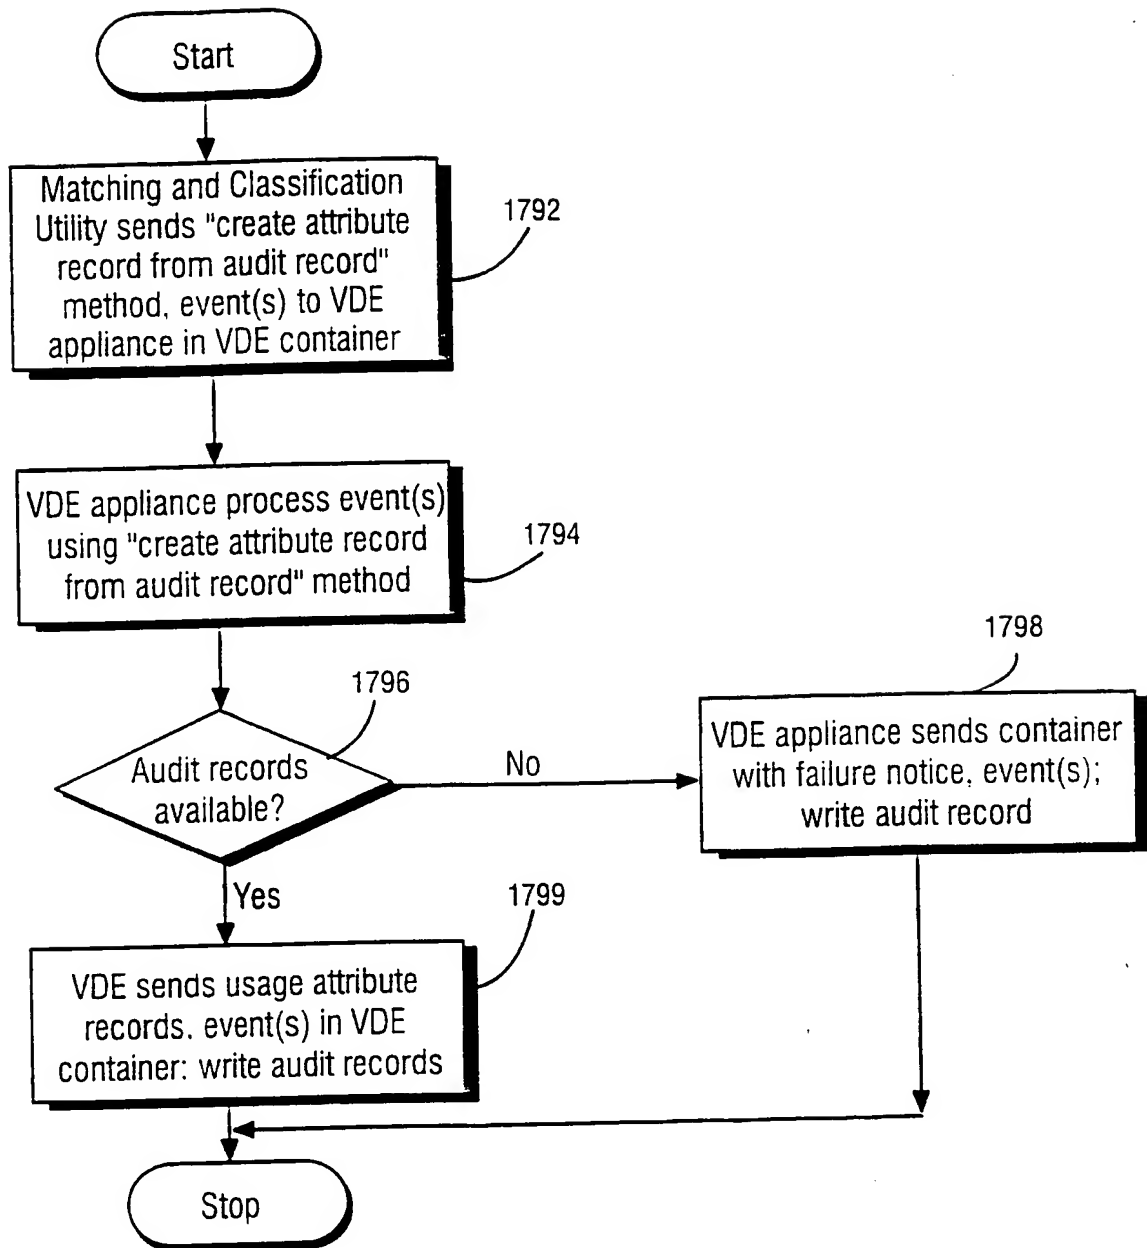 Start
Matching and Classification
Utility sends "create attribute
record from audit record"
method, event(s) to VDE
appliance in VDE container
1792
VDE appliance process event(s)
using "create attribute record
from audit record" method
1794
1796
Audit records
available?
No
Yes
1798
VDE appliance sends container
with failure notice, event(s);
write audit record
1799
VDE sends usage attribute
records. event(s) in VDE
container: write audit records
Stop